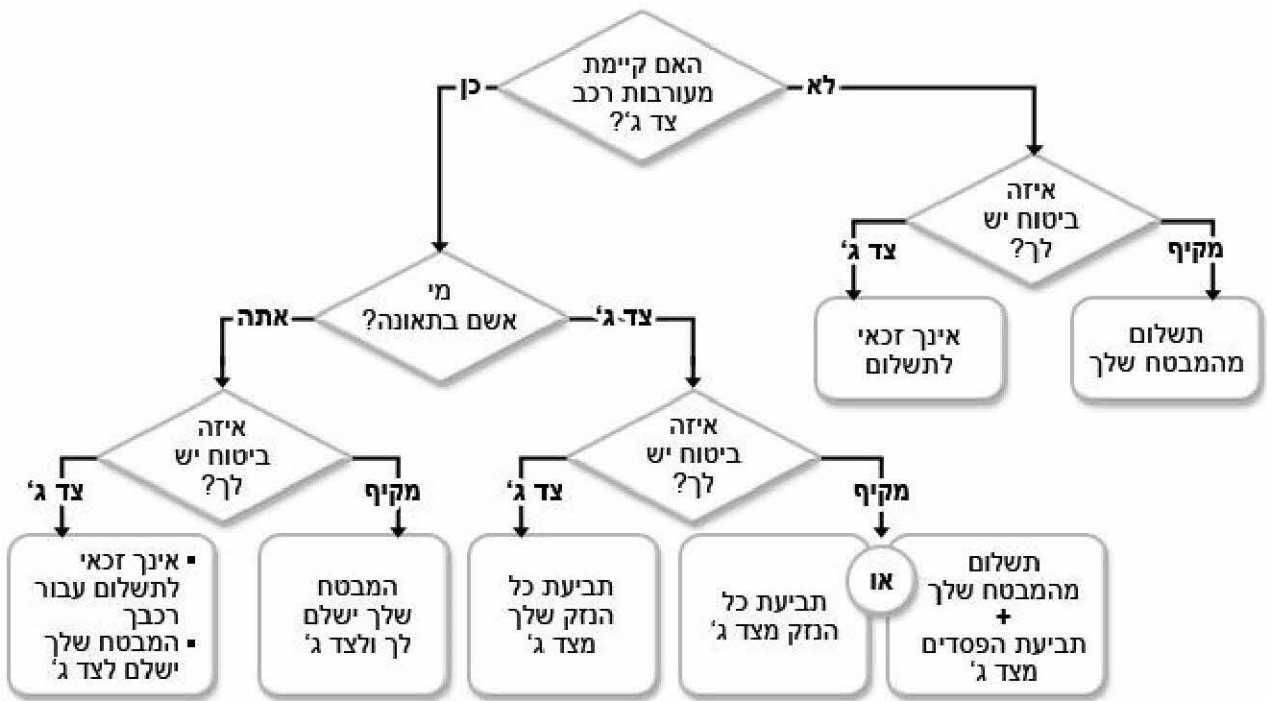 האם קיימת
מעורבות רכב
צד ג'?
לא
כן
איזה
ביטוח יש
לך?
מקיף
צד ג'
תשלום
מהמבטח שלך
אינך זכאי
לתשלום
מי
אשם בתאונה?
צד ג'
אתה
איזה
ביטוח יש
לך?
מקיף
צד ג'
תשלום
מהמבטח שלך
+
תביעת הפסדים
מצד ג'
או
תביעת כל
הנזק מצד ג'
תביעת כל
הנזק שלך
מצד ג'
איזה
ביטוח יש
לך?
מקיף
צד ג'
המבטח
שלך ישלם
לך ולצד ג'
▪ אינך זכאי
לתשלום עבור
רכבך
▪ המבטח שלך
ישלם לצד ג'